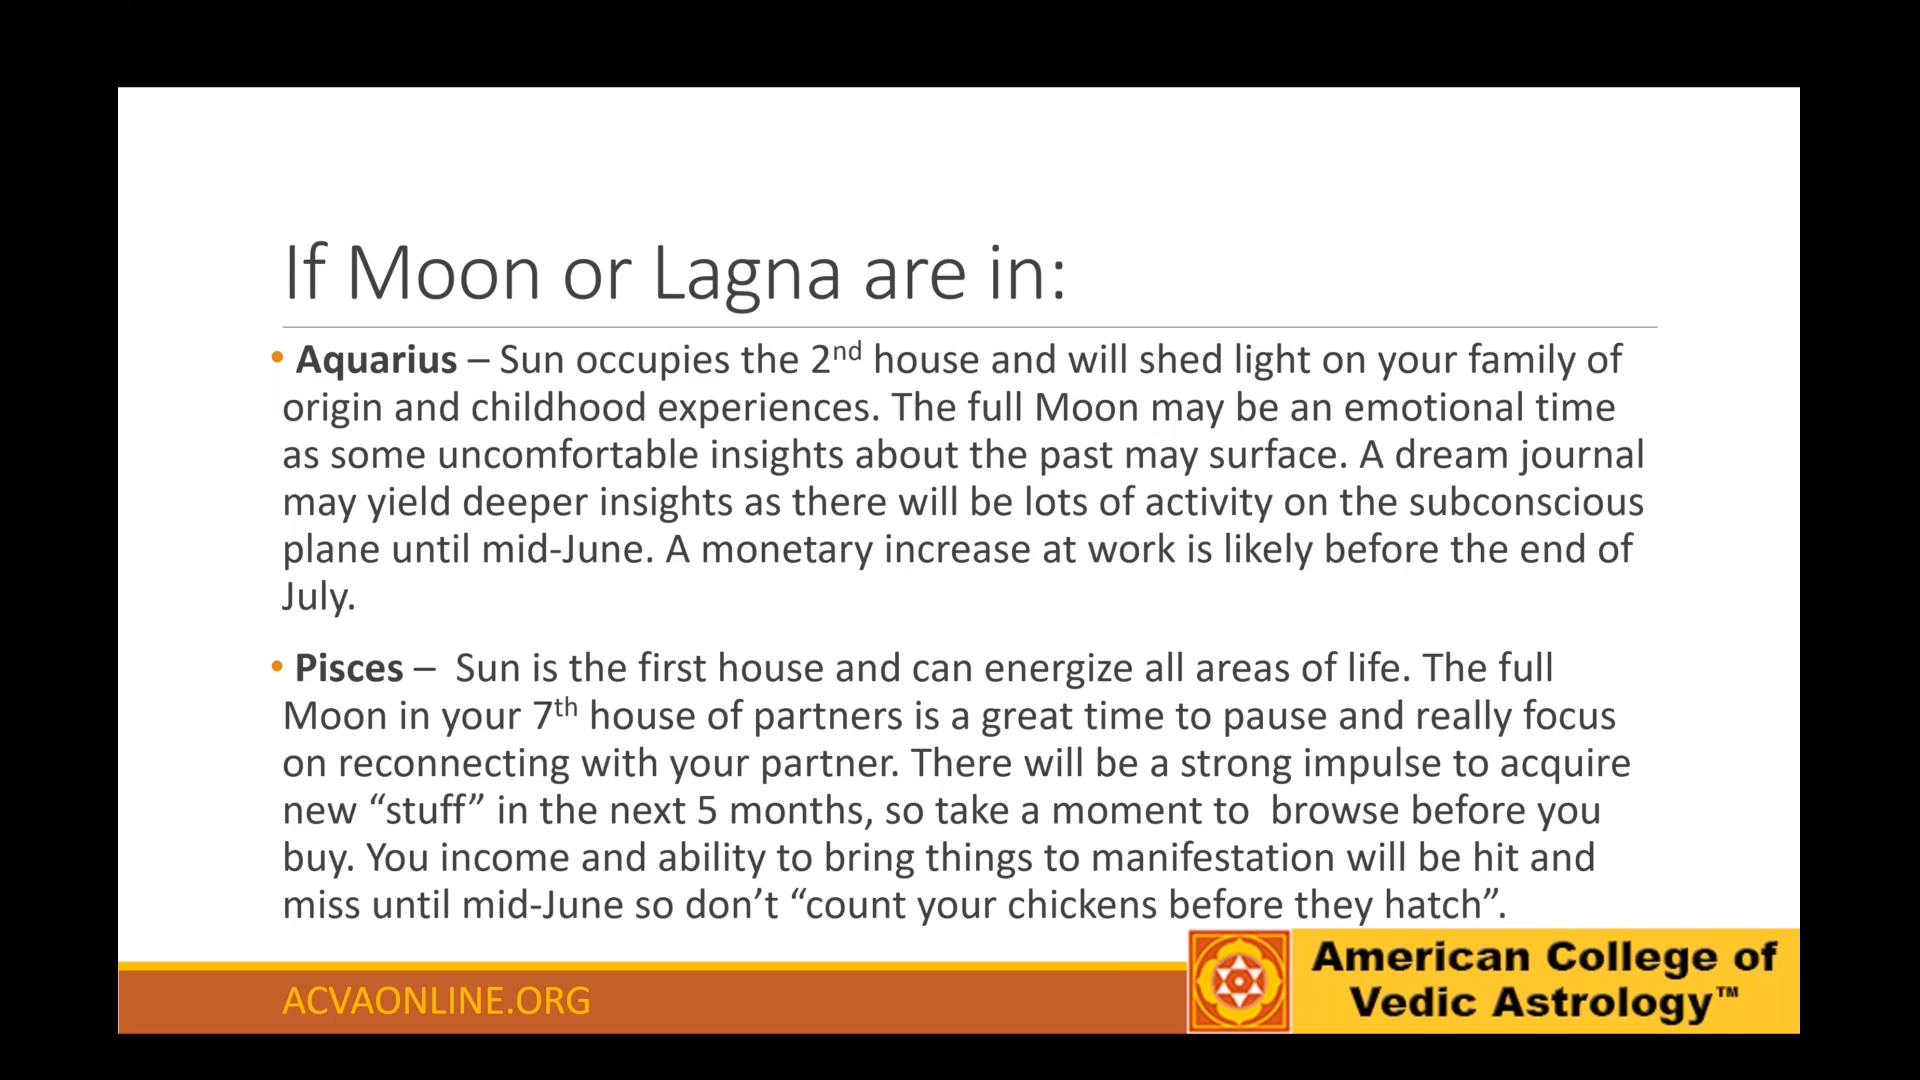 If Moon or Lagna are in:
• Aquarius – Sun occupies the 2nd house and will shed light on your family of
origin and childhood experiences. The full Moon may be an emotional time
as some uncomfortable insights about the past may surface. A dream journal
may yield deeper insights as there will be lots of activity on the subconscious
plane until mid-June. A monetary increase at work is likely before the end of
July.
• Pisces –  Sun is the first house and can energize all areas of life. The full
Moon in your 7th house of partners is a great time to pause and really focus
on reconnecting with your partner. There will be a strong impulse to acquire
new “stuff” in the next 5 months, so take a moment to  browse before you
buy. You income and ability to bring things to manifestation will be hit and
miss until mid-June so don’t “count your chickens before they hatch”.
ACVAONLINE.ORG
American College of
Vedic Astrology™